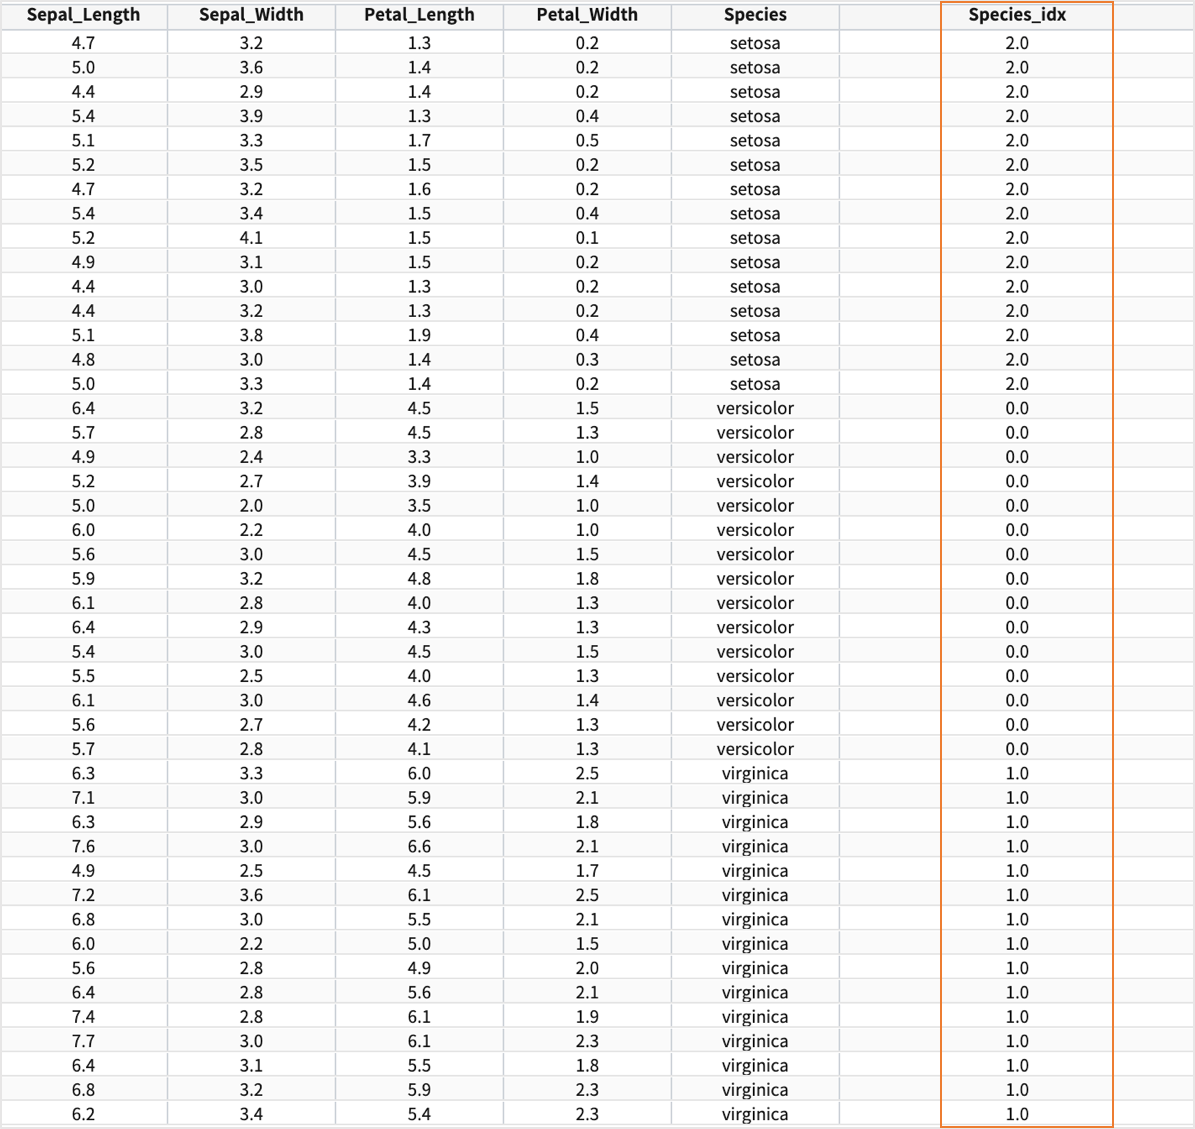 Sepal_Length Sepal_Width Petal_Length Petal_Width Species Species_idx
4.7 3.2 1.3 0.2 setosa 2.0
5.0 3.6 1.4 0.2 setosa 2.0
4.4 2.9 1.4 0.2 setosa 2.0
5.4 3.9 1.3 0.4 setosa 2.0
5.1 3.3 1.7 0.5 setosa 2.0
5.2 3.5 1.5 0.2 setosa 2.0
4.7 3.2 1.6 0.2 setosa 2.0
5.4 3.4 1.5 0.4 setosa 2.0
5.2 4.1 1.5 0.1 setosa 2.0
4.9 3.1 1.5 0.2 setosa 2.0
4.4 3.0 1.3 0.2 setosa 2.0
4.4 3.2 1.3 0.2 setosa 2.0
5.1 3.8 1.9 0.4 setosa 2.0
4.8 3.0 1.4 0.3 setosa 2.0
5.0 3.3 1.4 0.2 setosa 2.0
6.4 3.2 4.5 1.5 versicolor 0.0
5.7 2.8 4.5 1.3 versicolor 0.0
4.9 2.4 3.3 1.0 versicolor 0.0
5.2 2.7 3.9 1.4 versicolor 0.0
5.0 2.0 3.5 1.0 versicolor 0.0
6.0 2.2 4.0 1.0 versicolor 0.0
5.6 3.0 4.5 1.5 versicolor 0.0
5.9 3.2 4.8 1.8 versicolor 0.0
6.1 2.8 4.0 1.3 versicolor 0.0
6.4 2.9 4.3 1.3 versicolor 0.0
5.4 3.0 4.5 1.5 versicolor 0.0
5.5 2.5 4.0 1.3 versicolor 0.0
6.1 3.0 4.6 1.4 versicolor 0.0
5.6 2.7 4.2 1.3 versicolor 0.0
5.7 2.8 4.1 1.3 versicolor 0.0
6.3 3.3 6.0 2.5 virginica 1.0
7.1 3.0 5.9 2.1 virginica 1.0
6.3 2.9 5.6 1.8 virginica 1.0
7.6 3.0 6.6 2.1 virginica 1.0
4.9 2.5 4.5 1.7 virginica 1.0
7.2 3.6 6.1 2.5 virginica 1.0
6.8 3.0 5.5 2.1 virginica 1.0
6.0 2.2 5.0 1.5 virginica 1.0
5.6 2.8 4.9 2.0 virginica 1.0
6.4 2.8 5.6 2.1 virginica 1.0
7.4 2.8 6.1 1.9 virginica 1.0
7.7 3.0 6.1 2.3 virginica 1.0
6.4 3.1 5.5 1.8 virginica 1.0
6.8 3.2 5.9 2.3 virginica 1.0
6.2 3.4 5.4 2.3 virginica 1.0